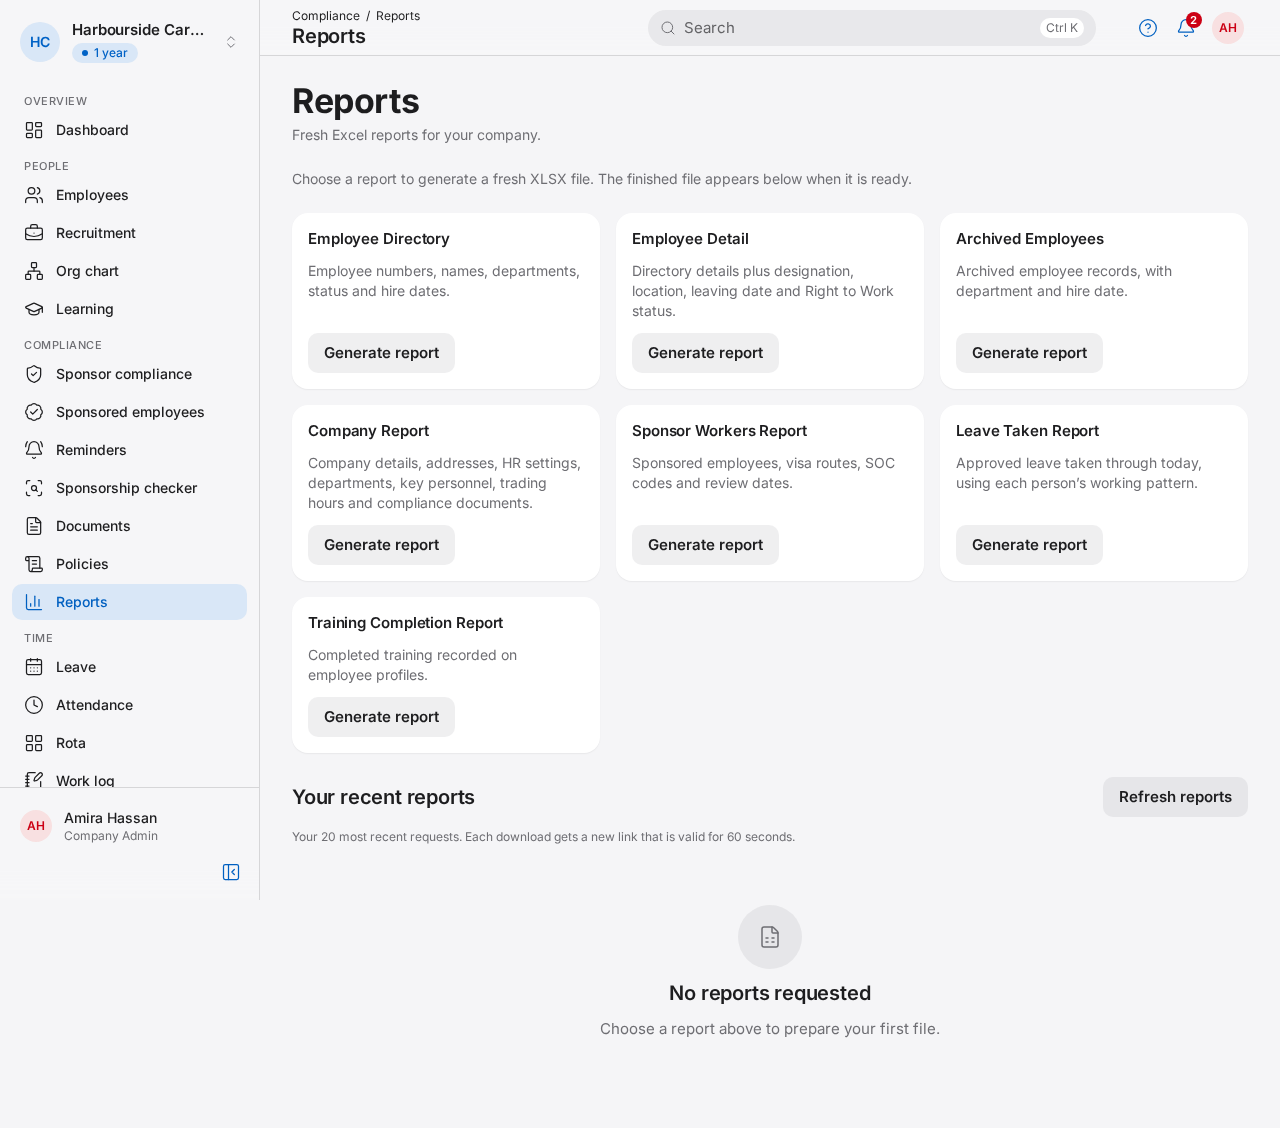 HC
Harbourside Car...
1 year
OVERVIEW
Dashboard
PEOPLE
Employees
Recruitment
Org chart
Learning
COMPLIANCE
Sponsor compliance
Sponsored employees
Reminders
Sponsorship checker
Documents
Policies
Reports
TIME
Leave
Attendance
Rota
Work log
AH
Amira Hassan
Company Admin
Compliance / Reports
Reports
Search
Ctrl K
2
AH
Reports
Fresh Excel reports for your company.
Choose a report to generate a fresh XLSX file. The finished file appears below when it is ready.
Employee Directory
Employee numbers, names, departments,
status and hire dates.
Generate report
Employee Detail
Directory details plus designation,
location, leaving date and Right to Work
status.
Generate report
Archived Employees
Archived employee records, with
department and hire date.
Generate report
Company Report
Company details, addresses, HR settings,
departments, key personnel, trading
hours and compliance documents.
Generate report
Sponsor Workers Report
Sponsored employees, visa routes, SOC
codes and review dates.
Generate report
Leave Taken Report
Approved leave taken through today,
using each person’s working pattern.
Generate report
Training Completion Report
Completed training recorded on
employee profiles.
Generate report
Your recent reports
Refresh reports
Your 20 most recent requests. Each download gets a new link that is valid for 60 seconds.
No reports requested
Choose a report above to prepare your first file.